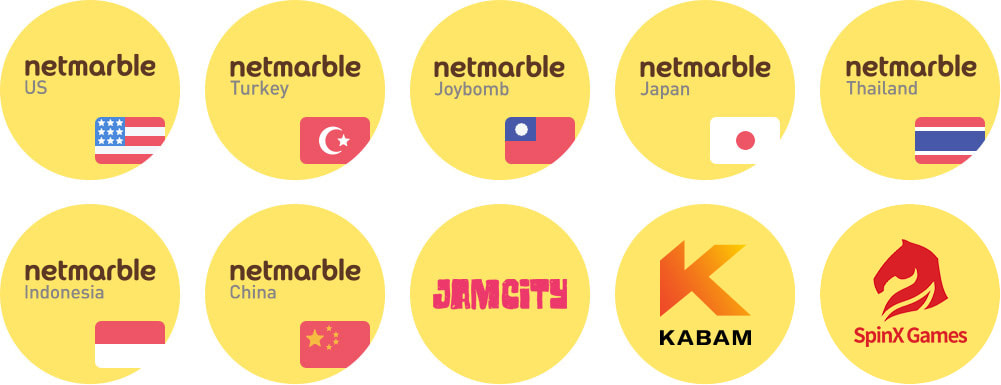 netmarble
US
netmarble
Turkey
netmarble
Joybomb
netmarble
Japan
netmarble
Thailand
netmarble
Indonesia
netmarble
China
JAMCITY
KABAM
SpinX Games